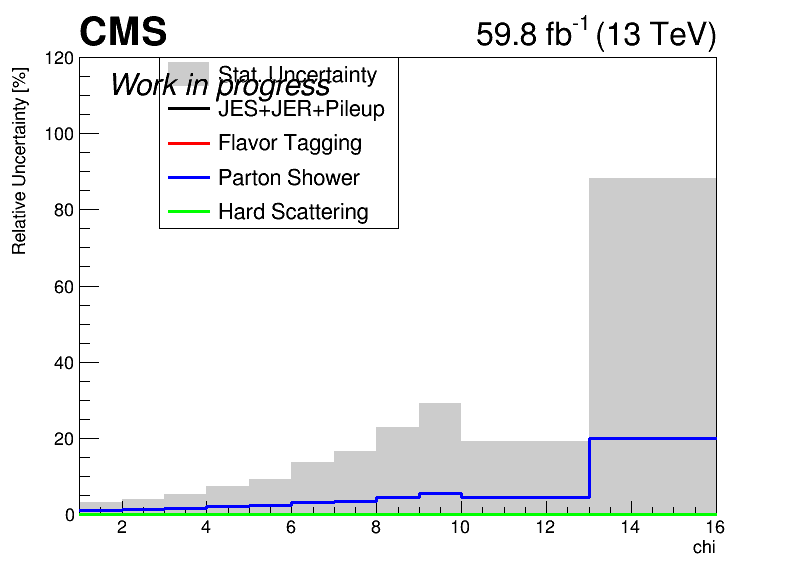 CMS
59.8 fb-1 (13 TeV)
Relative Uncertainty [%]
120
100
80
60
40
20
0
Work in progress
Stat. Uncertainty
JES+JER+Pileup
Flavor Tagging
Parton Shower
Hard Scattering
2 4 6 8 10 12 14 16
chi